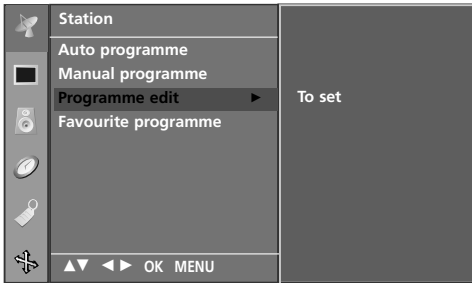 Station
Auto programme
Manual programme
Programme edit ►
To set
Favourite programme
▲▼ ◄► OK MENU